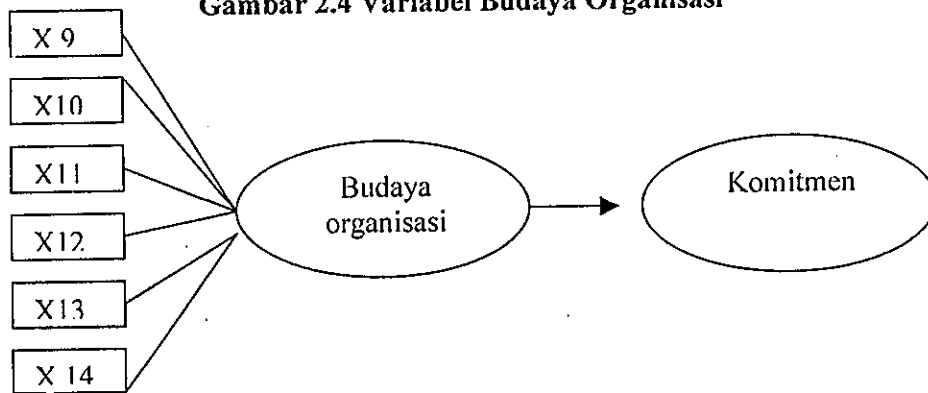 Gambar 2.4 Variabel Budaya Organisasi
X 9
X10
X11
X12
X13
X 14
Budaya
organisasi
Komitmen